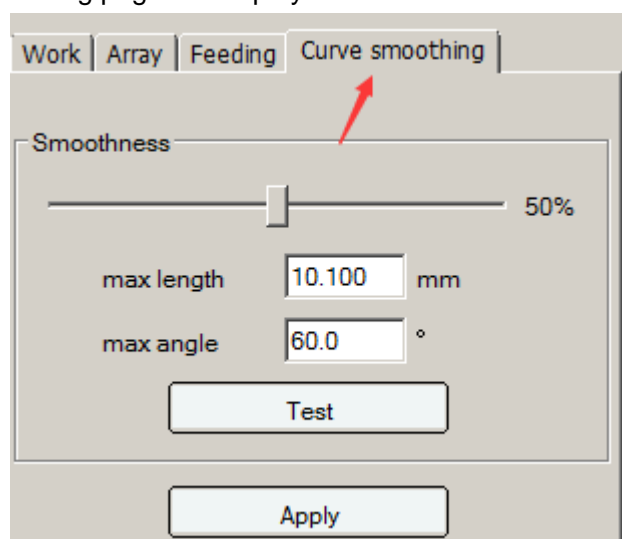 Work Array Feeding Curve smoothing
Smoothness
50%
max length 10.100 mm
max angle 60.0 °
Test
Apply